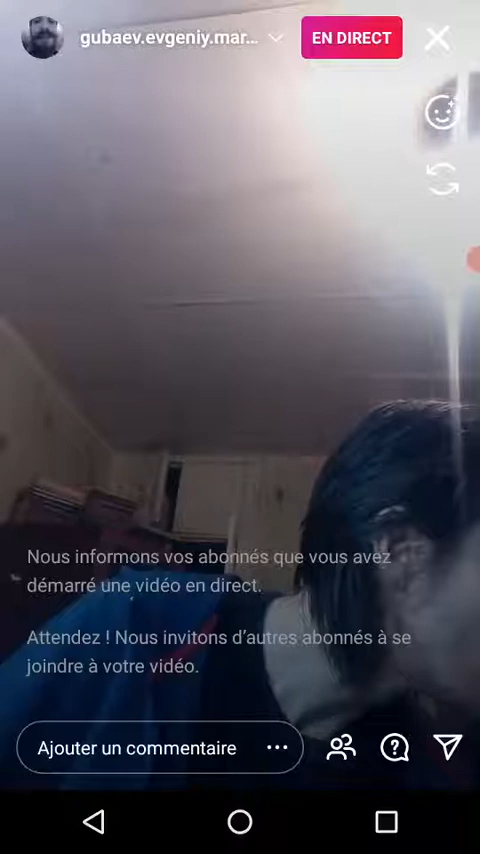 gubaev.evgeniy.mar...
EN DIRECT
Nous informons vos abonnés que vous avez
démarré une vidéo en direct.
Attendez ! Nous invitons d'autres abonnés à se
joindre à votre vidéo.
Ajouter un commentaire